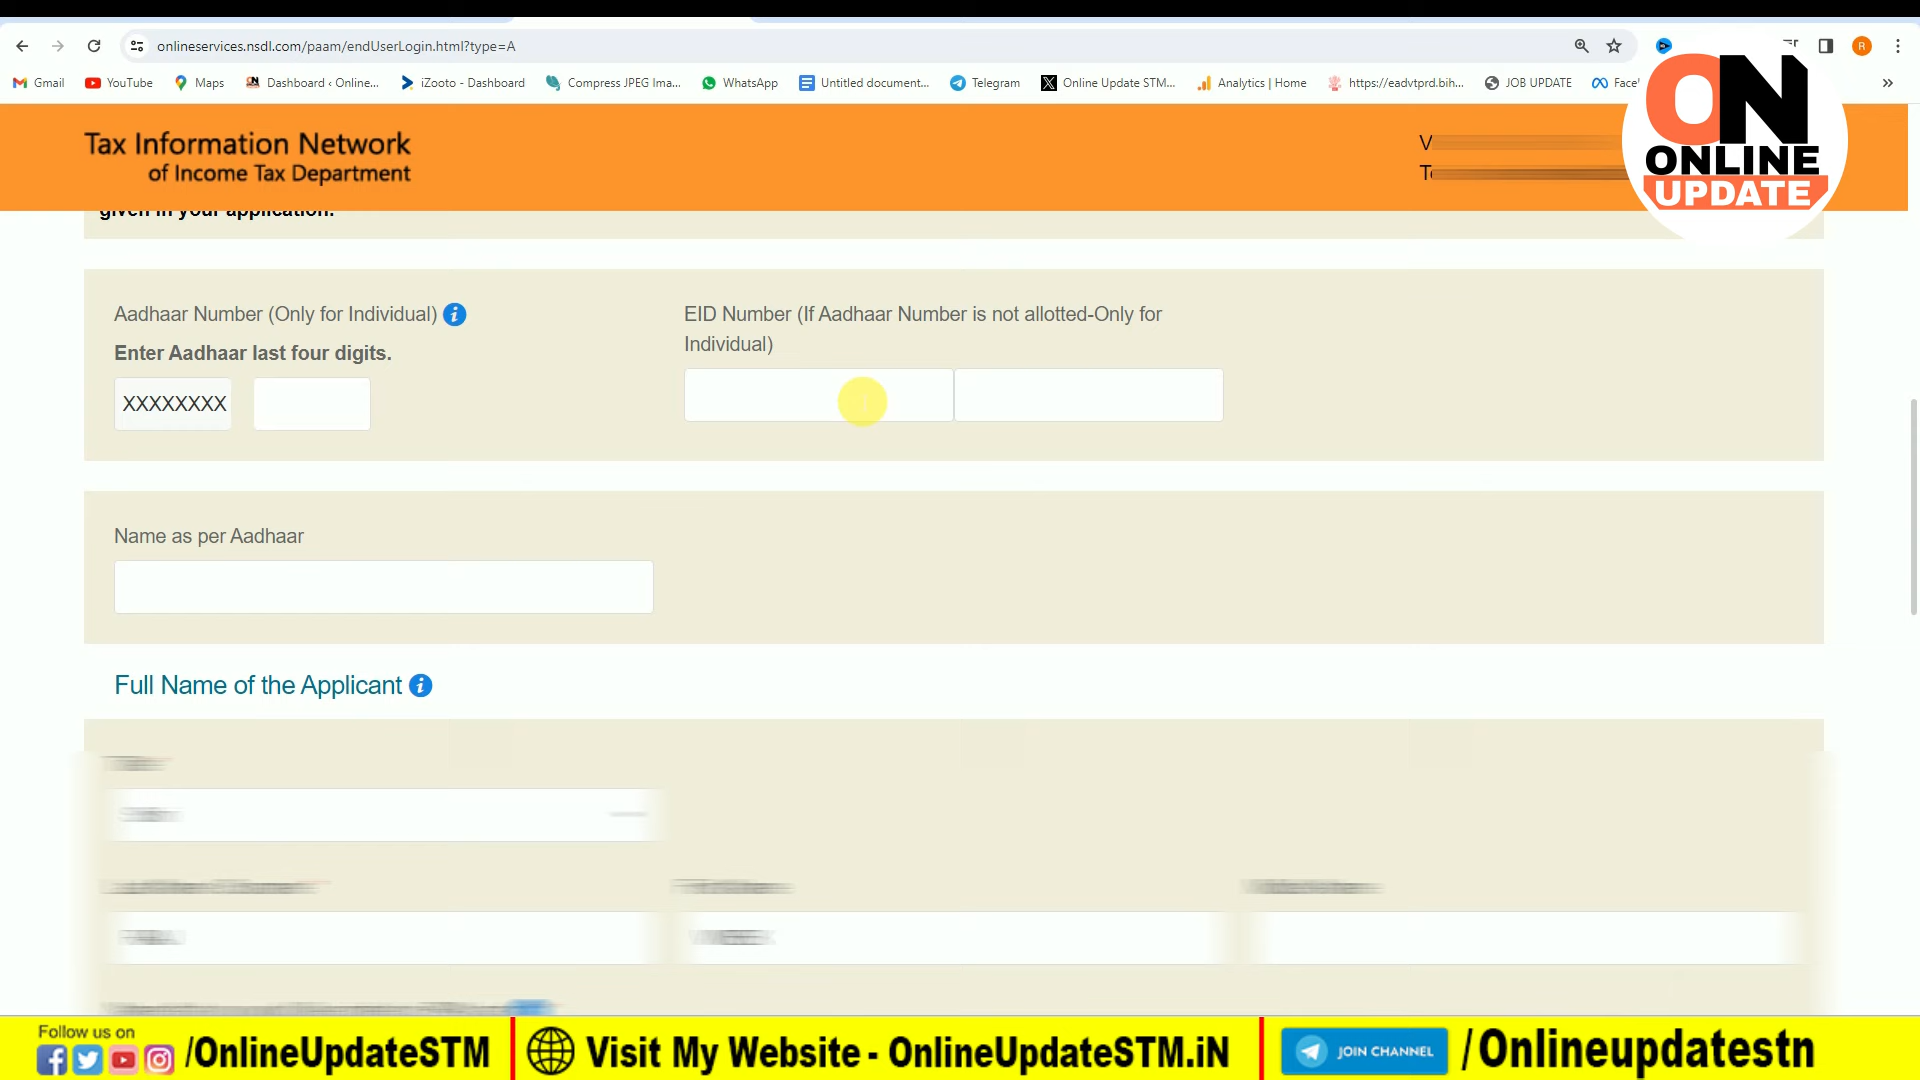 onlineservices.nsdl.com/paam/endUserLogin.html?type=A
R
Gmail
YouTube
Maps
Dashboard ‹ Online...
iZooto - Dashboard
Compress JPEG Ima...
WhatsApp
Untitled document...
Telegram
Online Update STM...
Analytics | Home
https://eadvtprd.bih...
JOB UPDATE
»
ON
ONLINE
UPDATE
Tax Information Network
of Income Tax Department
given in your application.
Aadhaar Number (Only for Individual)
Enter Aadhaar last four digits.
XXXXXXXX
EID Number (If Aadhaar Number is not allotted-Only for
Individual)
Name as per Aadhaar
Full Name of the Applicant
Follow us on
/OnlineUpdateSTM
Visit My Website - OnlineUpdateSTM.iN
JOIN CHANNEL
/Onlineupdatestn